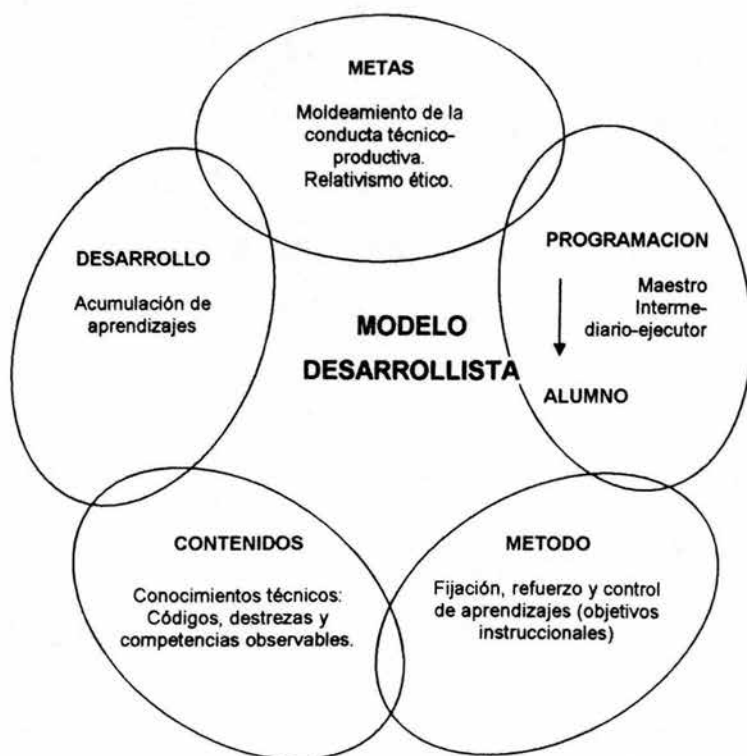 METAS
Moldeamiento de la
conducta técnico-
productiva.
Relativismo ético.
DESARROLLO
Acumulación de
aprendizajes
PROGRAMACION
Maestro
Interme-
diario-ejecutor
ALUMNO
MODELO
DESARROLLISTA
CONTENIDOS
Conocimientos técnicos:
Códigos, destrezas y
competencias observables.
METODO
Fijación, refuerzo y control
de aprendizajes (objetivos
instruccionales)